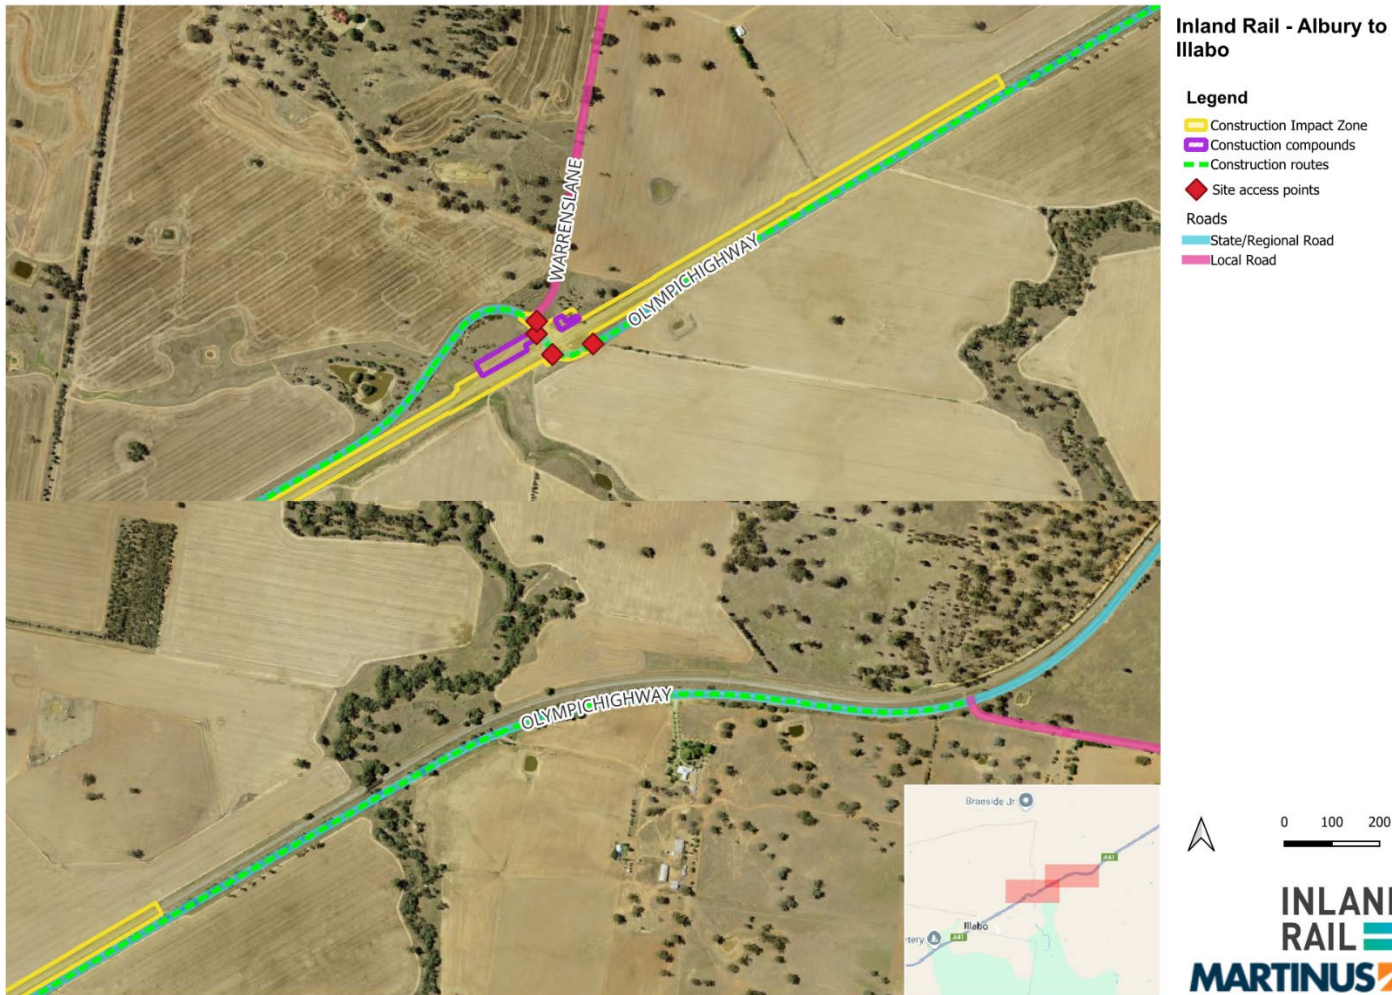 Inland Rail - Albury to
Illabo
Legend
Construction Impact Zone
Constuction compounds
Construction routes
Site access points
Roads
State/Regional Road
Local Road
WARRENSLANE
OLYMPICHIGHWAY
OLYMPICHIGHWAY
Braeside Jr
A41
Illabo
A41
tery
0 100 200
INLAN
RAIL
MARTINUS